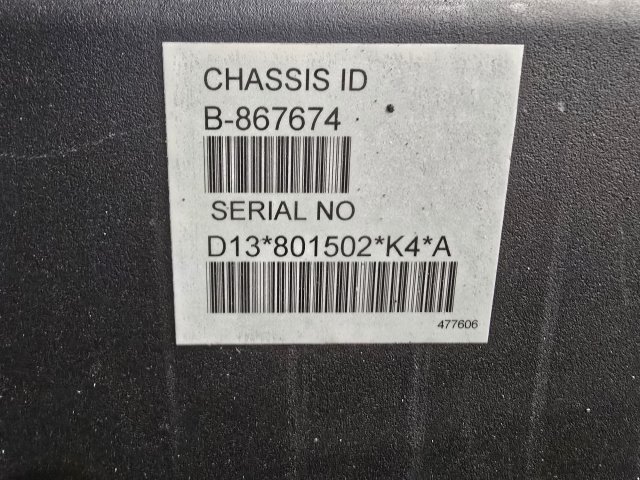 CHASSIS ID
B-867674
SERIAL NO
D13*801502*K4*A
477606